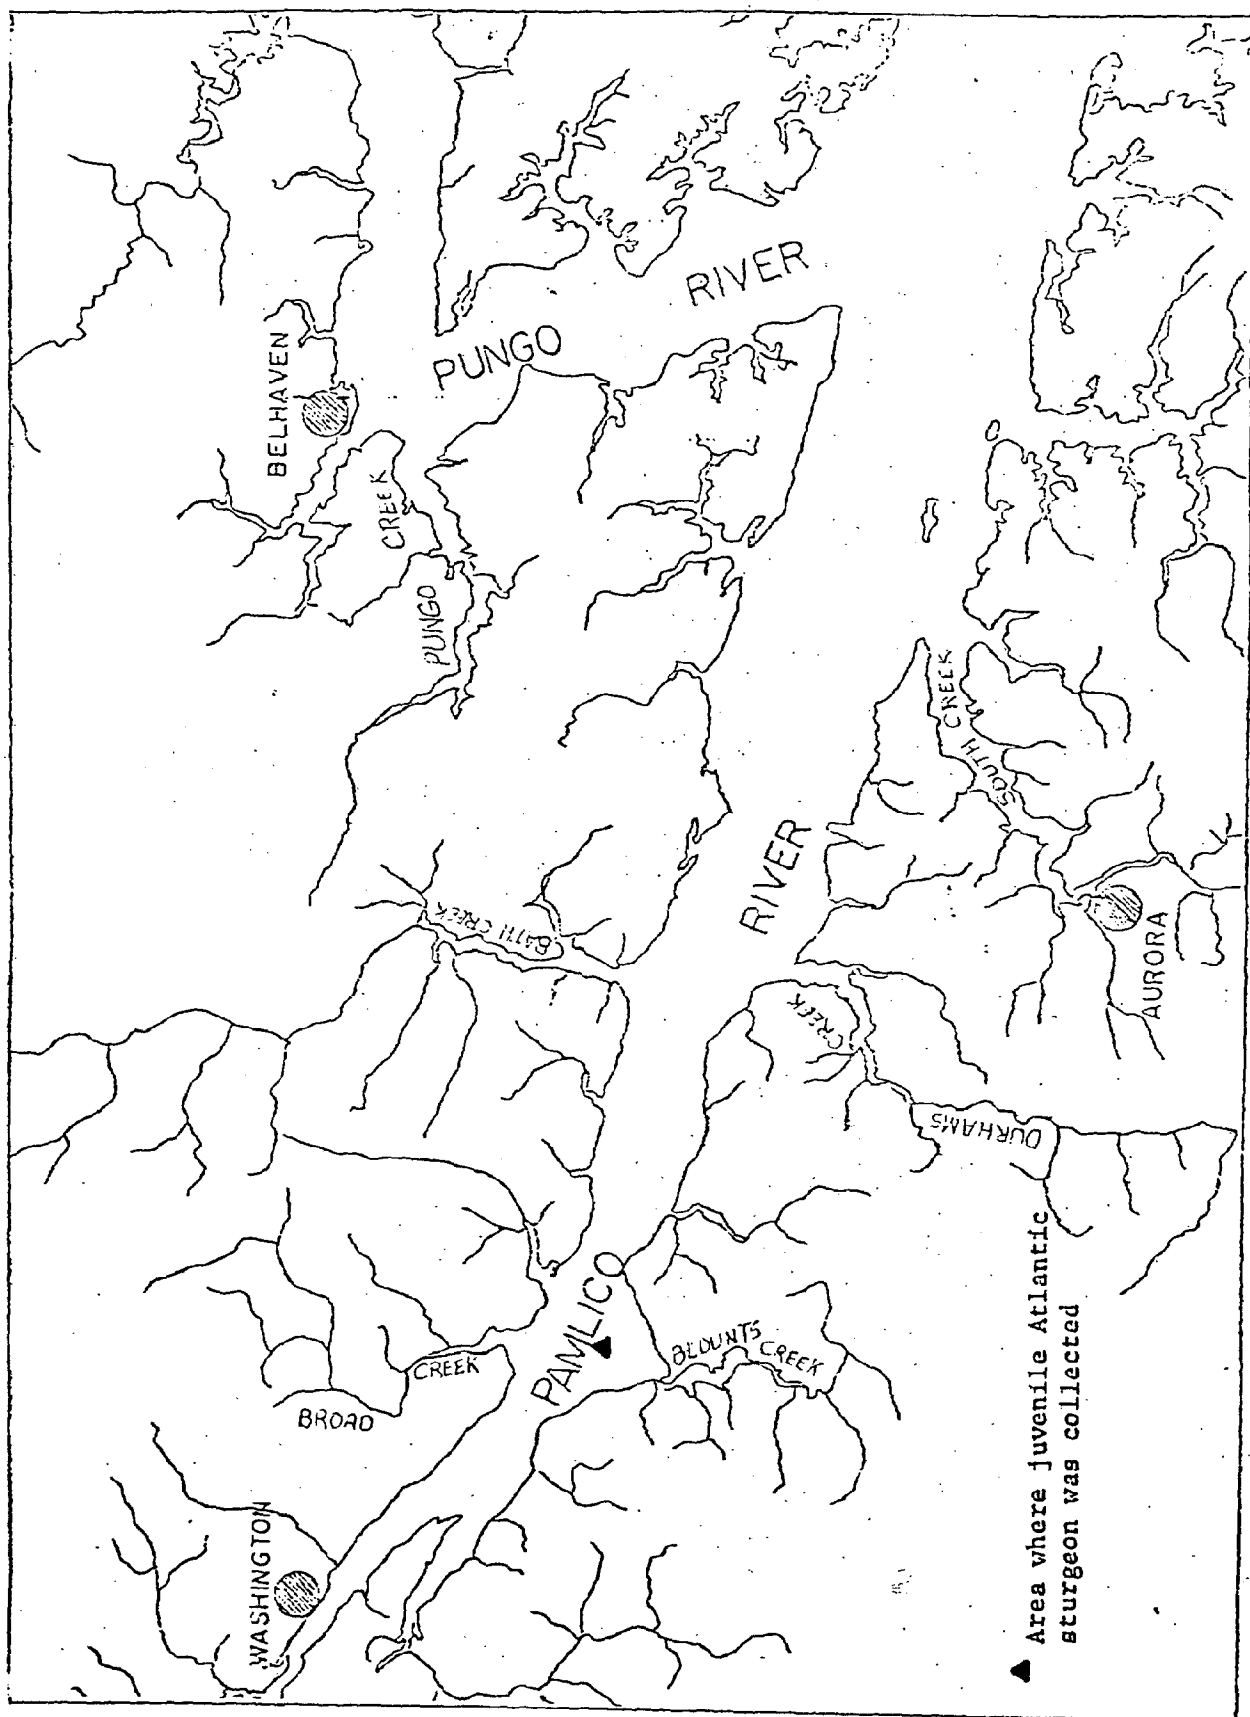 WASHINGTON
BROAD
CREEK
PAMLICO
RIVER
BLOUNTS
CREEK
BATH CREEK
DURHAMS
CREEK
AURORA
SOUTH CREEK
BELHAVEN
PUNGO
CREEK
PUNGO
RIVER
▲ Area where juvenile Atlantic
sturgeon was collected